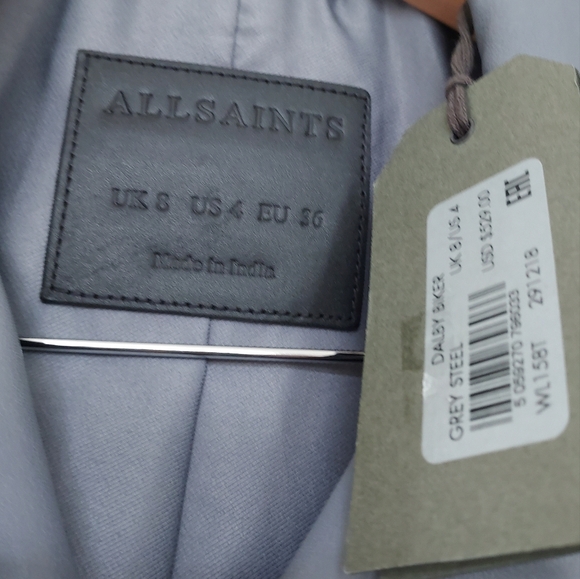 ALLSAINTS
UK 8 US 4 EU 36
Made in India
EAC
DALBY BIKER UK 8/US 4
GREY STEEL USD $529.00
5 059270 796033
WL158T 291218